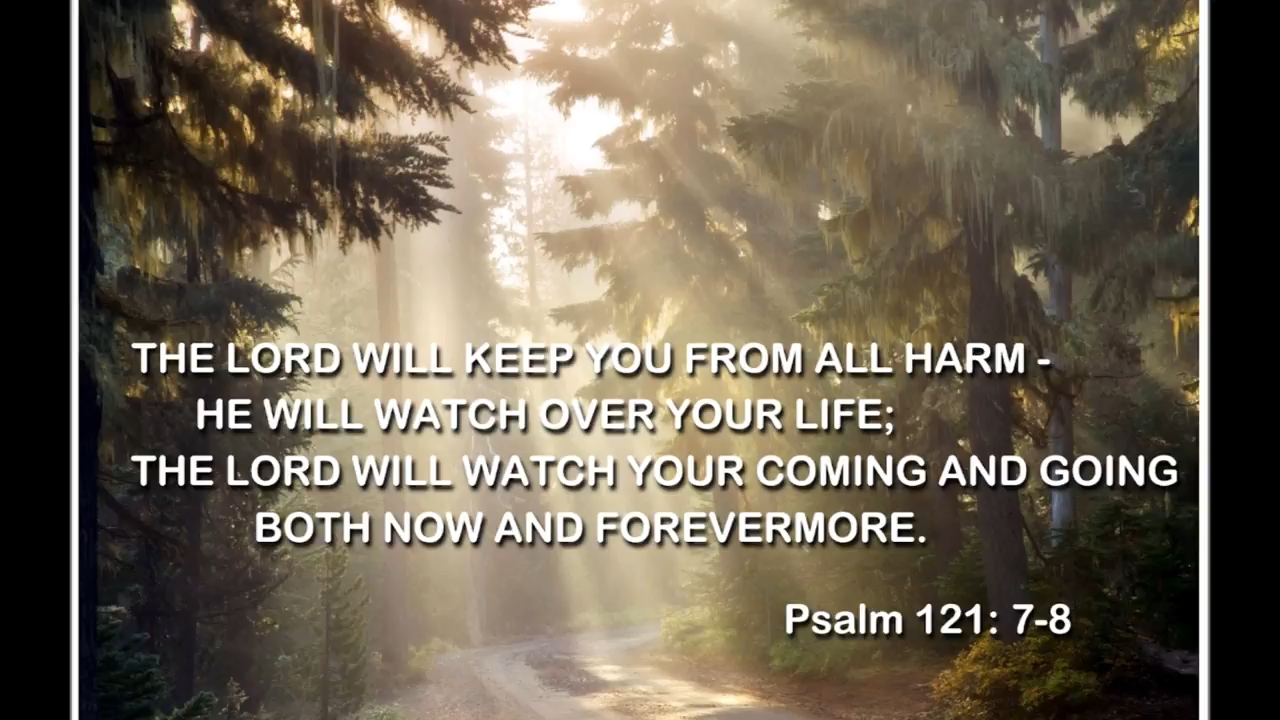 THE LORD WILL KEEP YOU FROM ALL HARM -
HE WILL WATCH OVER YOUR LIFE;
THE LORD WILL WATCH YOUR COMING AND GOING
BOTH NOW AND FOREVERMORE.
Psalm 121: 7-8